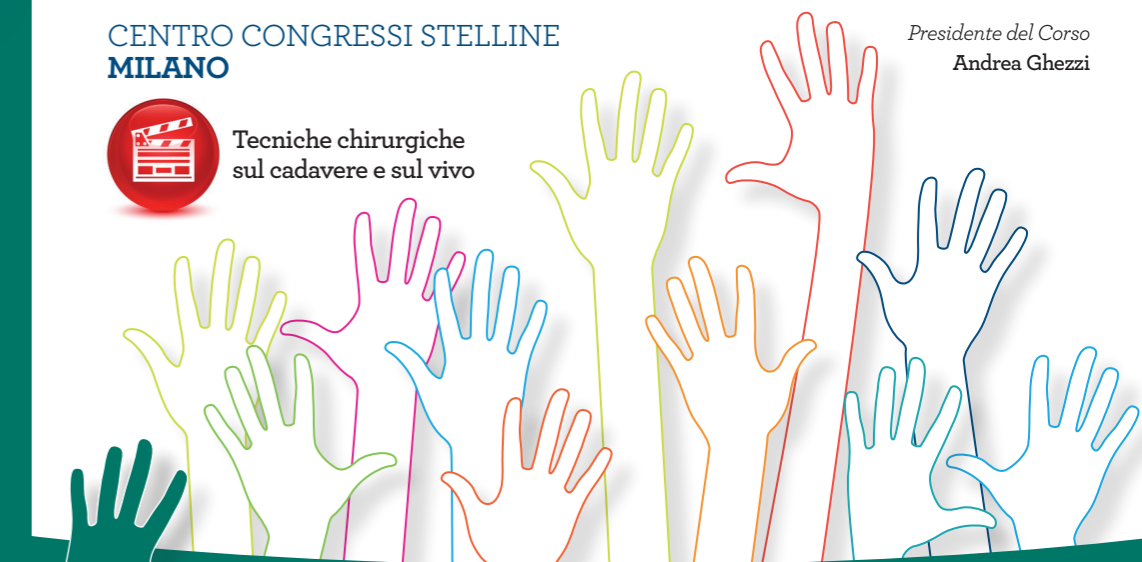 CENTRO CONGRESSI STELLINE
MILANO
Presidente del Corso
Andrea Ghezzi
Tecniche chirurgiche
sul cadavere e sul vivo